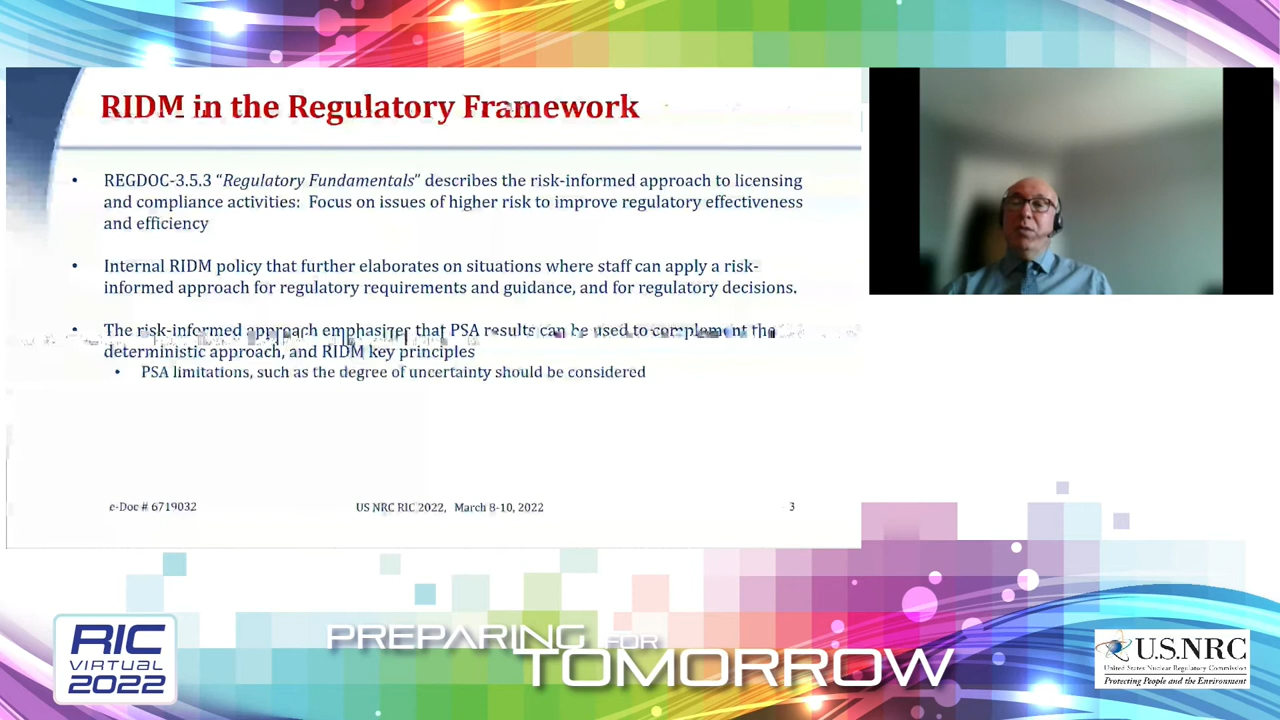 RIDM in the Regulatory Framework
• REGDOC-3.5.3 “Regulatory Fundamentals” describes the risk-informed approach to licensing
and compliance activities: Focus on issues of higher risk to improve regulatory effectiveness
and efficiency
• Internal RIDM policy that further elaborates on situations where staff can apply a risk-
informed approach for regulatory requirements and guidance, and for regulatory decisions.
• The risk-informed approach emphasizes that PSA results can be used to complement the
deterministic approach, and RIDM key principles
• PSA limitations, such as the degree of uncertainty should be considered
e-Doc # 6719032
US NRC RIC 2022, March 8-10, 2022
3
RIC
VIRTUAL
2022
PREPARING FOR
TOMORROW
U.S.NRC
United States Nuclear Regulatory Commission
Protecting People and the Environment